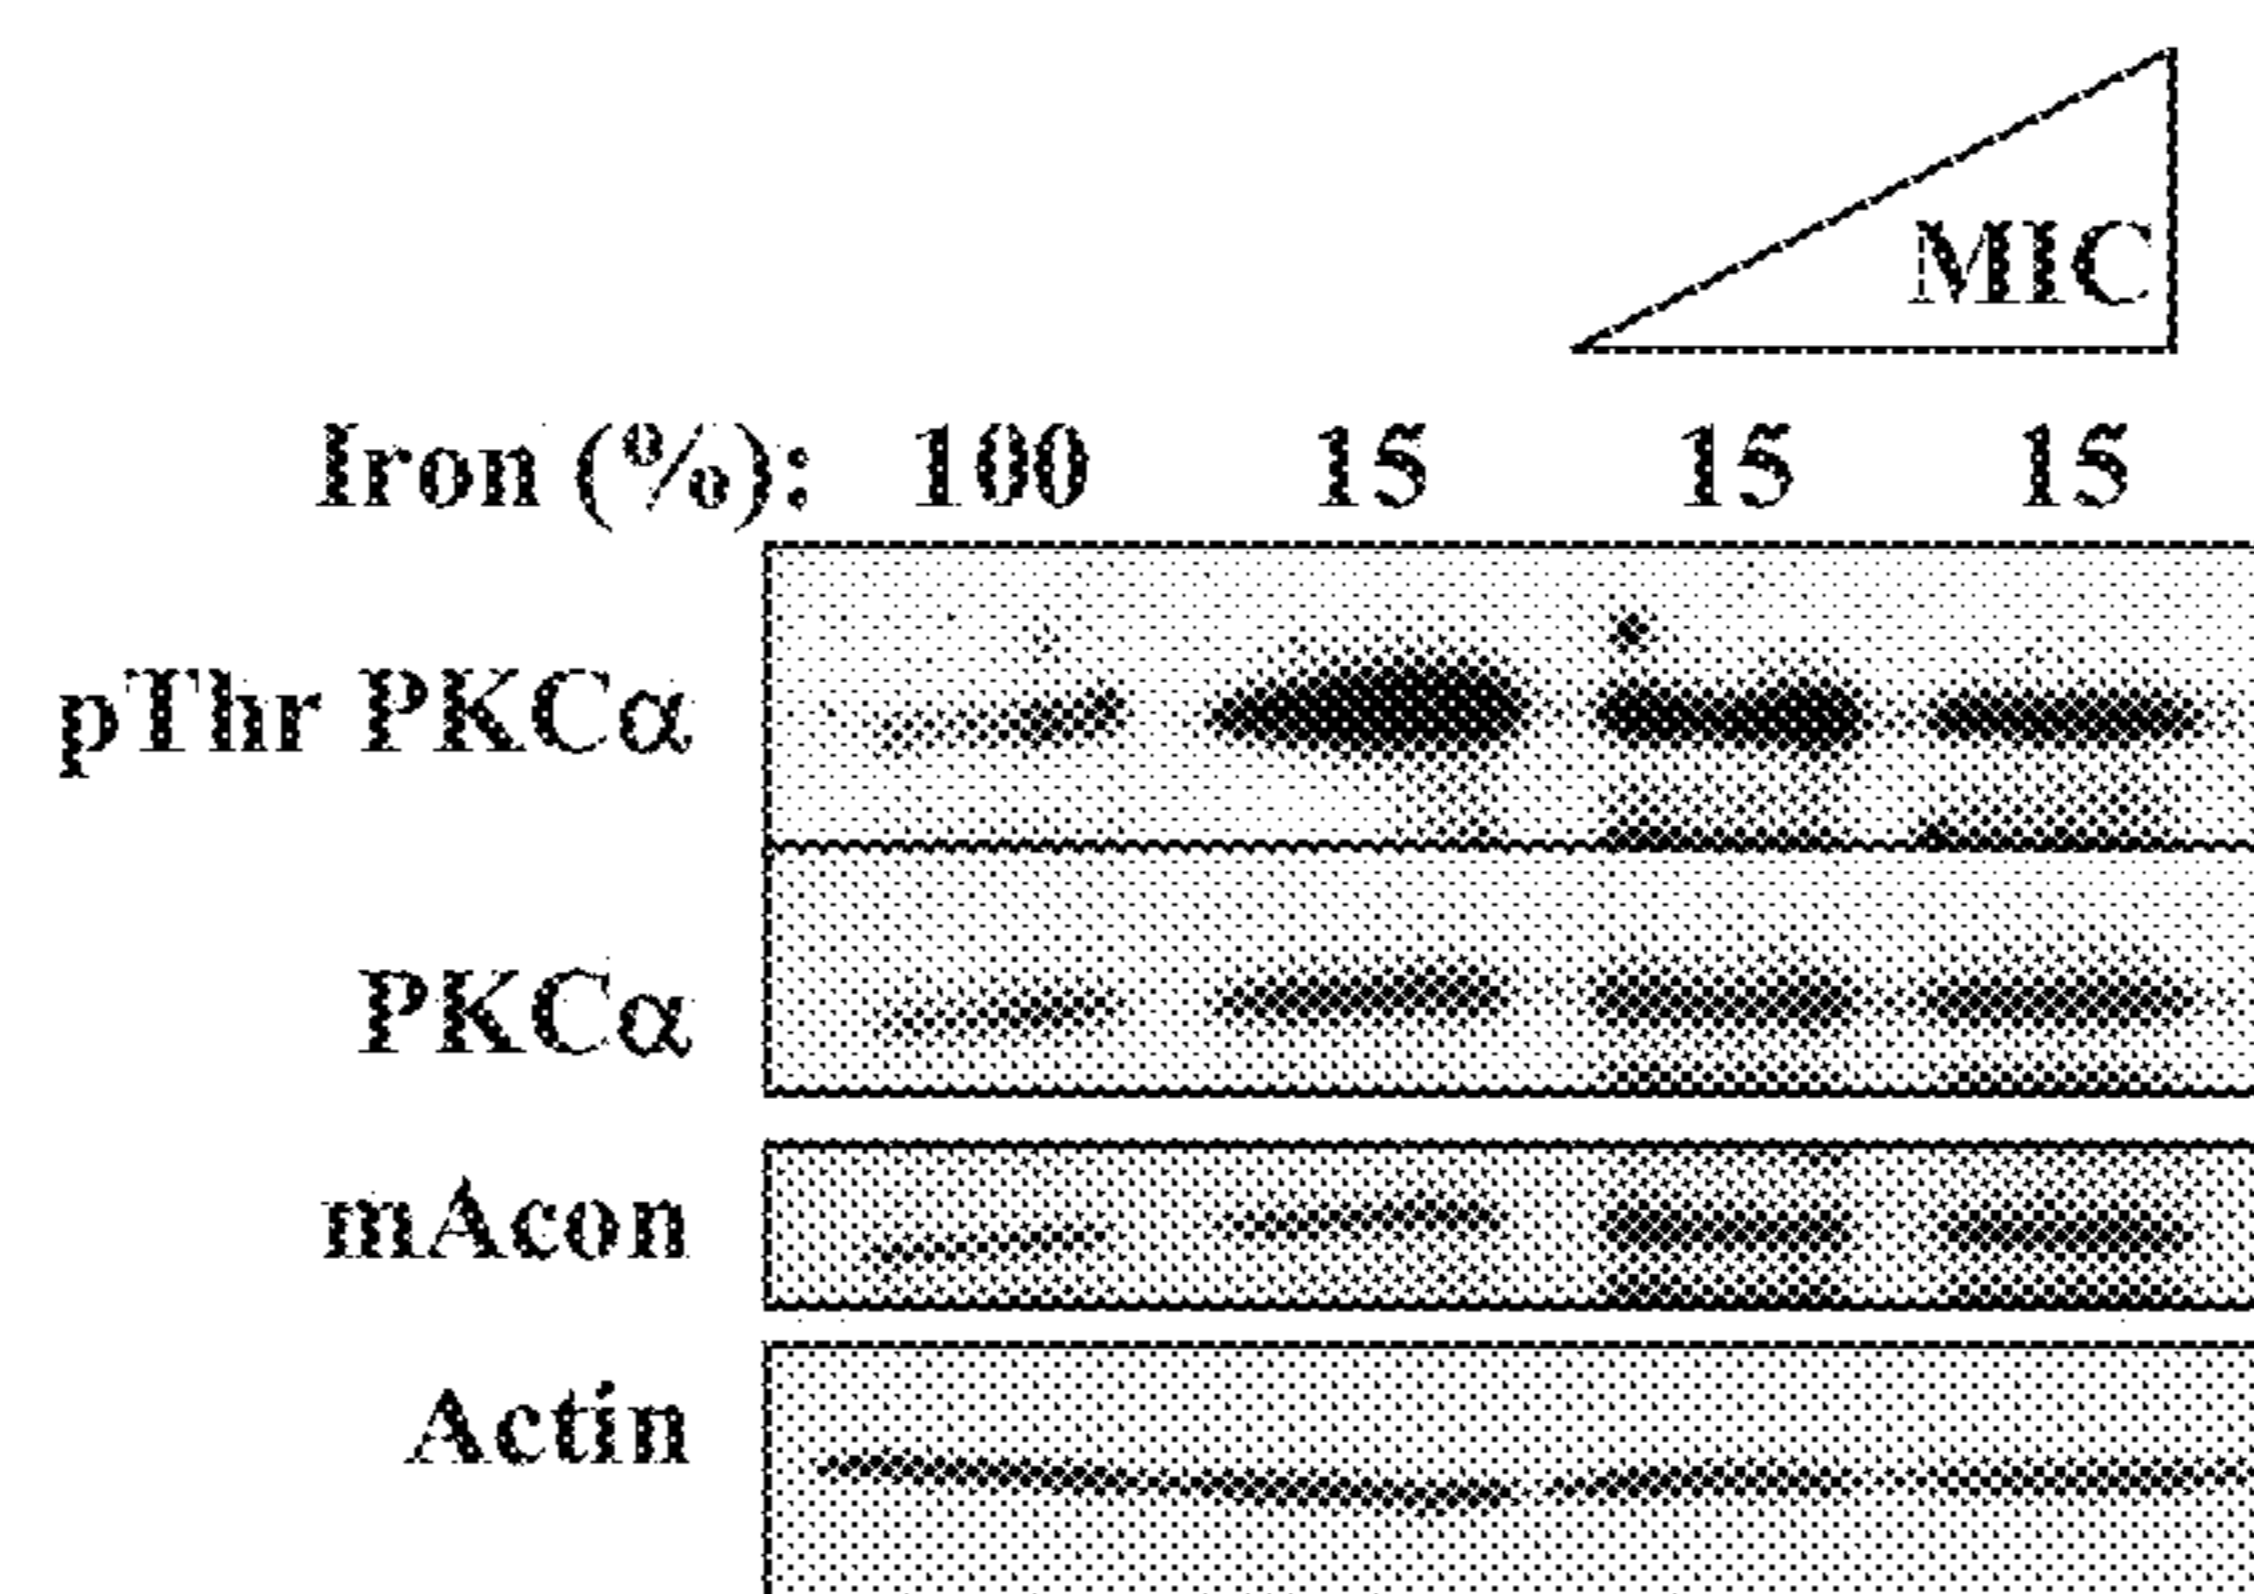 MIC
Iron (%): 100 15 15 15
pThr PKCα
PKCα
mAcon
Actin